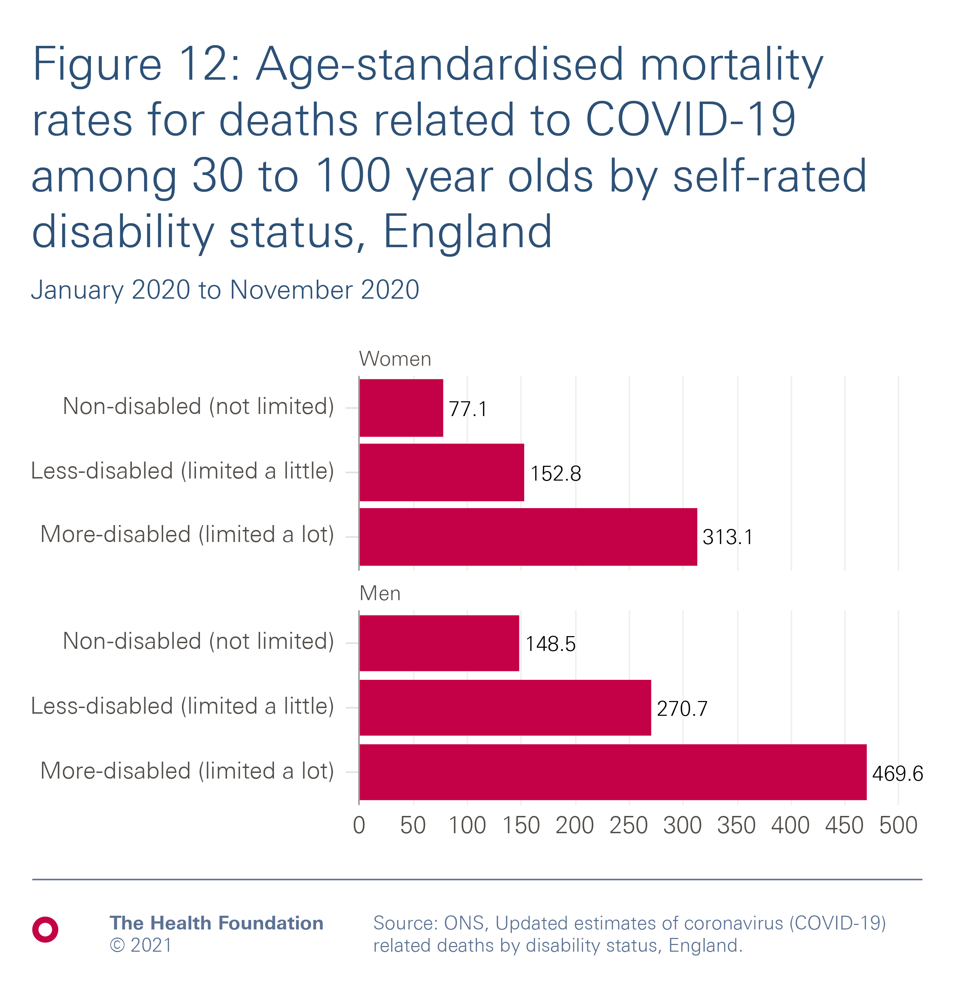 Figure 12: Age-standardised mortality
rates for deaths related to COVID-19
among 30 to 100 year olds by self-rated
disability status, England
January 2020 to November 2020
Women
Non-disabled (not limited)
77.1
Less-disabled (limited a little)
152.8
More-disabled (limited a lot)
313.1
Men
Non-disabled (not limited)
148.5
Less-disabled (limited a little)
270.7
More-disabled (limited a lot)
469.6
0 50 100 150 200 250 300 350 400 450 500
The Health Foundation
© 2021
Source: ONS, Updated estimates of coronavirus (COVID-19)
related deaths by disability status, England.